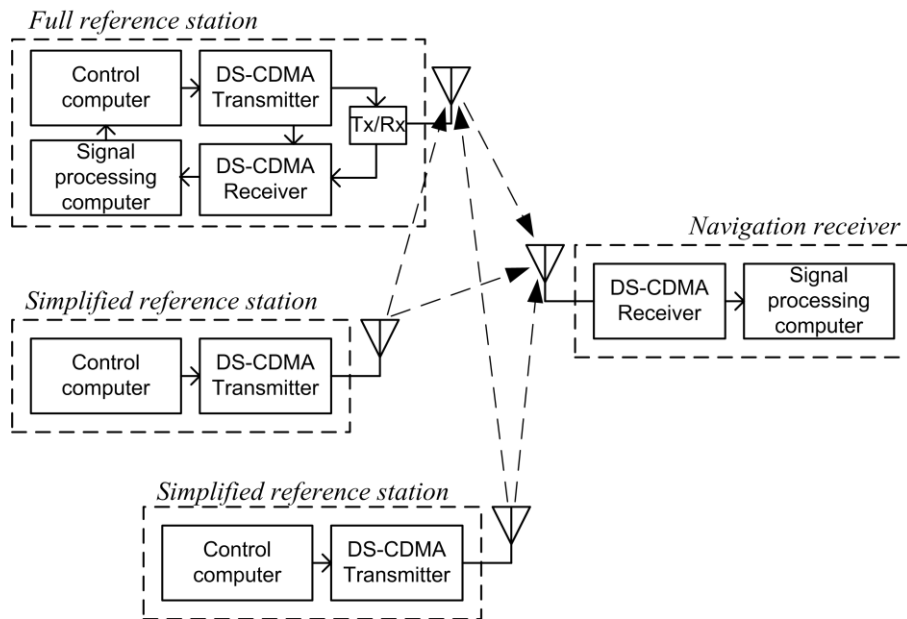 Full reference station
Control
computer
DS-CDMA
Transmitter
Tx/Rx
Signal
processing
computer
DS-CDMA
Receiver
Navigation receiver
DS-CDMA
Receiver
Signal
processing
computer
Simplified reference station
Control
computer
DS-CDMA
Transmitter
Simplified reference station
Control
computer
DS-CDMA
Transmitter